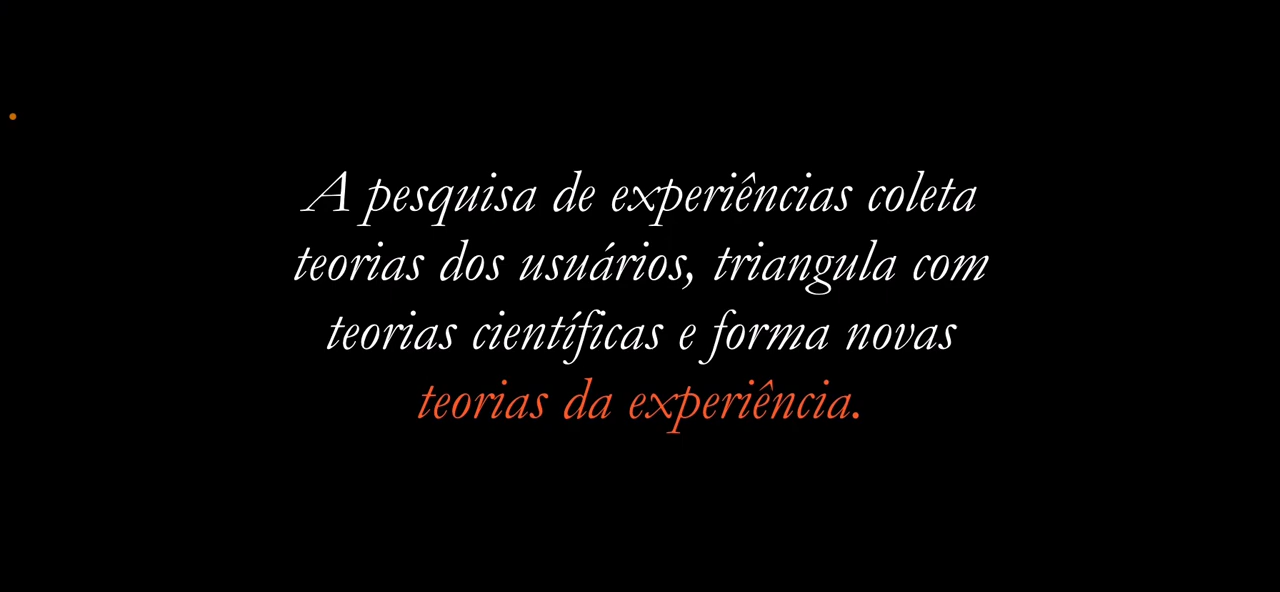 A pesquisa de experiências coleta
teorias dos usuários, triangula com
teorias científicas e forma novas
teorias da experiência.